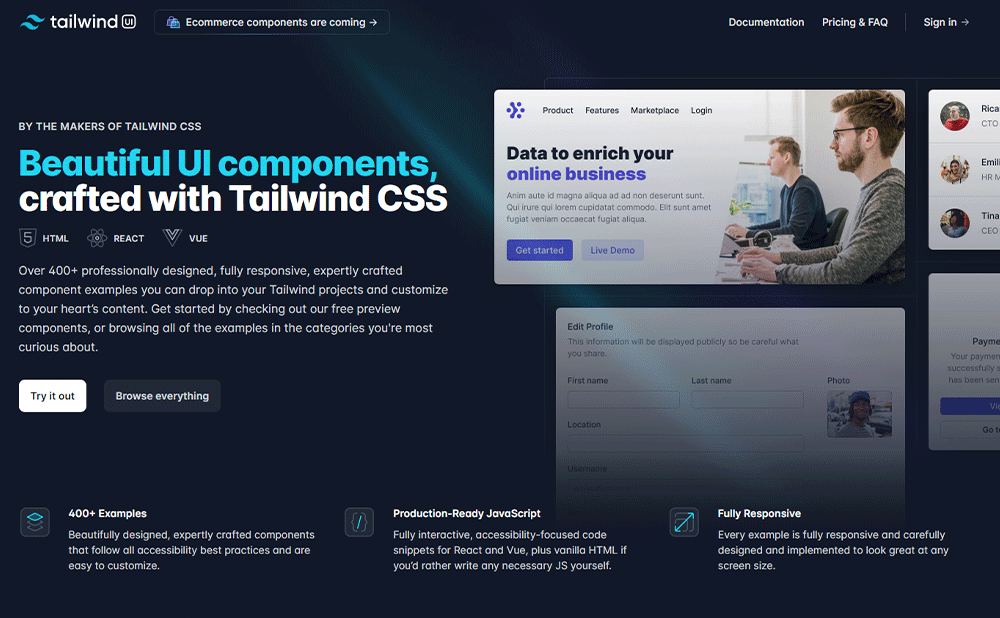 tailwind UI
Ecommerce components are coming →
Documentation
Pricing & FAQ
Sign in →
BY THE MAKERS OF TAILWIND CSS
Beautiful UI components,
crafted with Tailwind CSS
5 HTML
REACT
VUE
Over 400+ professionally designed, fully responsive, expertly crafted
component examples you can drop into your Tailwind projects and customize
to your heart's content. Get started by checking out our free preview
components, or browsing all of the examples in the categories you're most
curious about.
Try it out
Browse everything
Product
Features
Marketplace
Login
Data to enrich your
online business
Anim aute id magna aliqua ad ad non deserunt sunt.
Qui irure qui lorem cupidatat commodo. Elit sunt amet
fugiat veniam occaecat fugiat aliqua.
Get started
Live Demo
Rica
CTO
Emili
HR M
Tina
CEO
Edit Profile
This information will be displayed publicly so be careful what
you share.
First name
Last name
Photo
Location
Username
Payme
Your paymen
successfully s
has been sen
Vi
Go to
400+ Examples
Beautifully designed, expertly crafted components
that follow all accessibility best practices and are
easy to customize.
{/}
Production-Ready JavaScript
Fully interactive, accessibility-focused code
snippets for React and Vue, plus vanilla HTML if
you'd rather write any necessary JS yourself.
Fully Responsive
Every example is fully responsive and carefully
designed and implemented to look great at any
screen size.